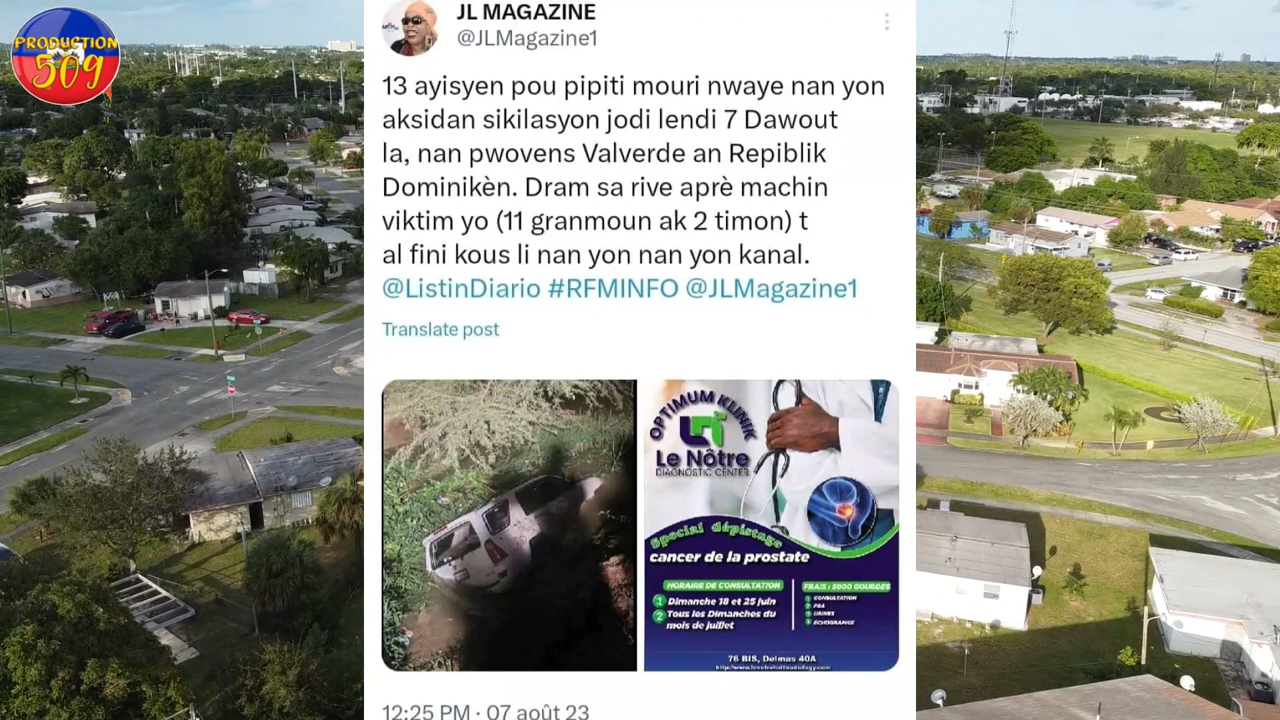 PRODUCTION
509
JL MAGAZINE
@JLMagazine1
13 ayisyen pou pipiti mouri nwaye nan yon
aksidan sikilasyon jodi lendi 7 Dawout
la, nan pwovens Valverde an Repiblik
Dominikèn. Dram sa rive aprè machin
viktim yo (11 granmoun ak 2 timon) t
al fini kous li nan yon nan yon kanal.
@ListinDiario #RFMINFO @JLMagazine1
Translate post
OPTIMUM KLINIK
Le Nôtre
DIAGNOSTIC CENTER
Special dépistage
cancer de la prostate
HORAIRE DE CONSULTATION
1 Dimanche 18 et 25 juin
2 Tous les Dimanches du
mois de juillet
FRAIS : 5000 GOURDES
1 CONSULTATION
2 PSA
3 URINES
4 ÉCHOGRAPHIE
76 BIS, Delmas 40A
12:25 PM · 07 août 23